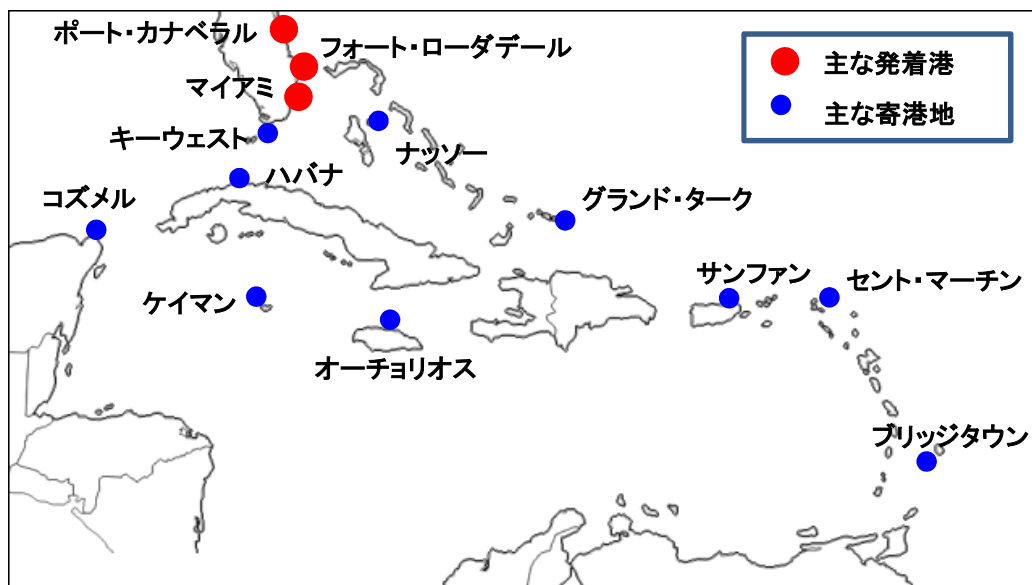 ポート・カナベラル
フォート・ローダデール
マイアミ
キーウェスト
ナッソー
ハバナ
コズメル
グランド・ターク
ケイマン
サンファン
セント・マーチン
オーチョリオス
ブリッジタウン
主な発着港
主な寄港地